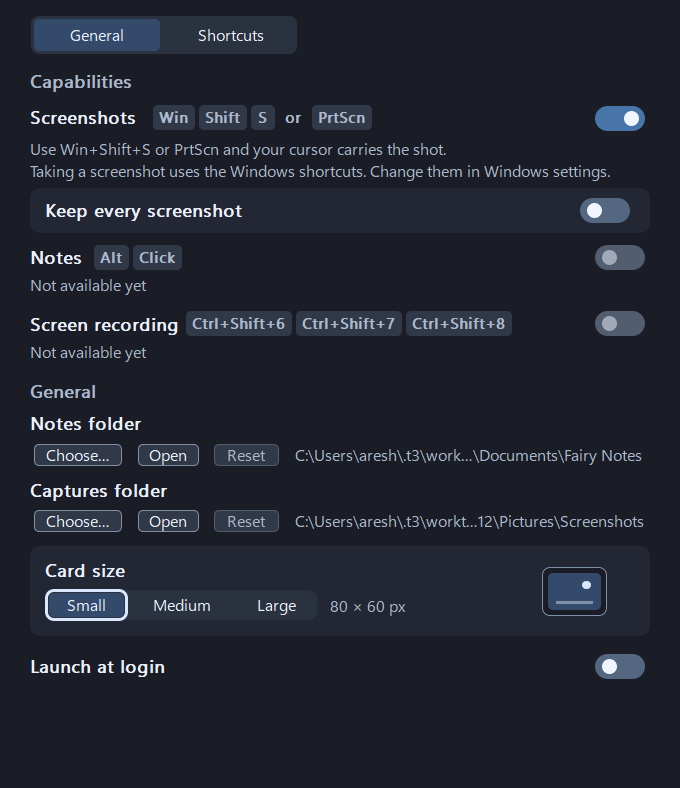 General Shortcuts
Capabilities
Screenshots Win Shift S or PrtScn
Use Win+Shift+S or PrtScn and your cursor carries the shot.
Taking a screenshot uses the Windows shortcuts. Change them in Windows settings.
Keep every screenshot
Notes Alt Click
Not available yet
Screen recording Ctrl+Shift+6 Ctrl+Shift+7 Ctrl+Shift+8
Not available yet
General
Notes folder
Choose... Open Reset C:\Users\aresh\.t3\work...\Documents\Fairy Notes
Captures folder
Choose... Open Reset C:\Users\aresh\.t3\workt...12\Pictures\Screenshots
Card size
Small Medium Large 80 × 60 px
Launch at login